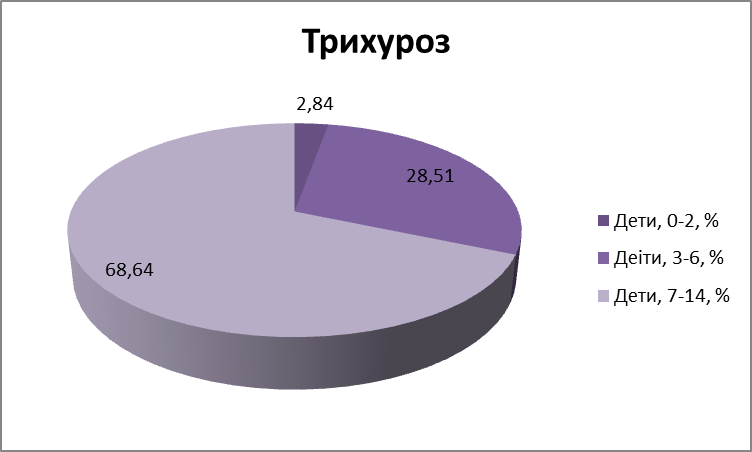 Трихуроз
2,84
28,51
68,64
Дети, 0-2, %
Деіти, 3-6, %
Дети, 7-14, %